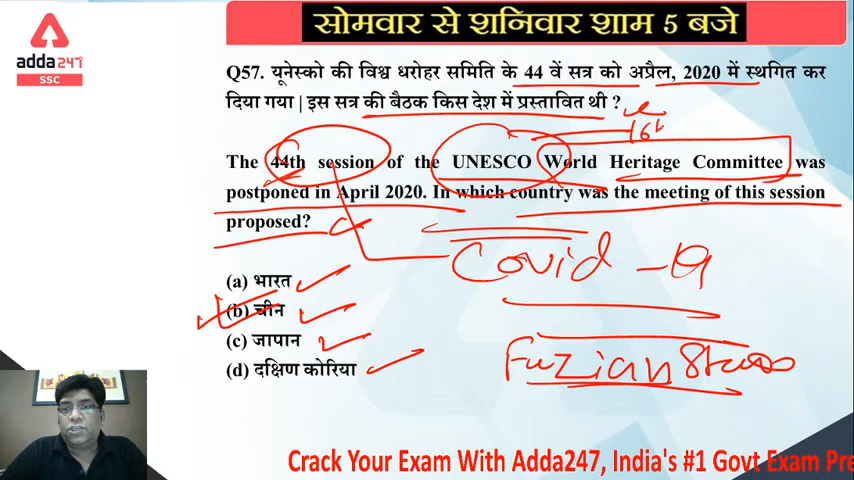 सोमवार से शनिवार शाम 5 बजे
adda247
SSC
Q57. यूनेस्को की विश्व धरोहर समिति के 44 वें सत्र को अप्रैल, 2020 में स्थगित कर
दिया गया | इस सत्र की बैठक किस देश में प्रस्तावित थी ?
The 44th session of the UNESCO World Heritage Committee was
postponed in April 2020. In which country was the meeting of this session
proposed?
(a) भारत
(b) चीन
(c) जापान
(d) दक्षिण कोरिया
Covid - 19
Fuzian
Crack Your Exam With Adda247, India's #1 Govt Exam Pre